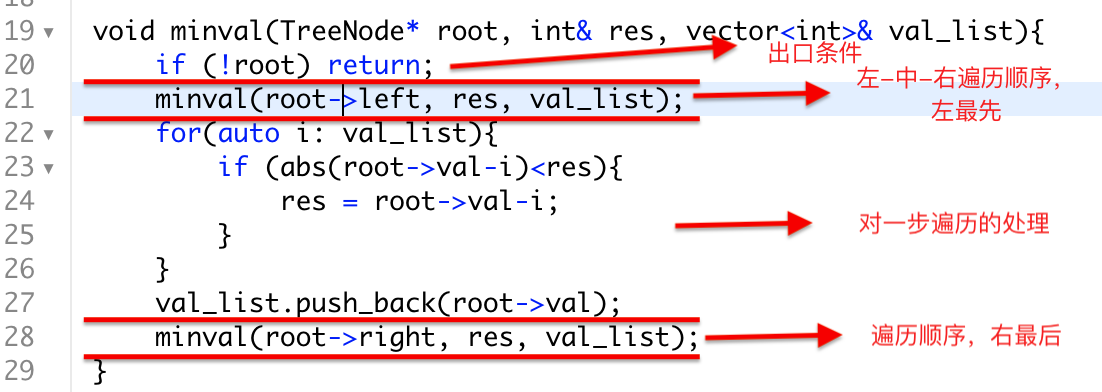 19 void minval(TreeNode* root, int& res, vector<int>& val_list){
20 if (!root) return;
出口条件
21 minval(root->left, res, val_list);
左-中-右遍历顺序，
左最先
22 for(auto i: val_list){
23 if (abs(root->val-i)<res){
24 res = root->val-i;
25 }
对一步遍历的处理
26 }
27 val_list.push_back(root->val);
28 minval(root->right, res, val_list);
遍历顺序，右最后
29 }